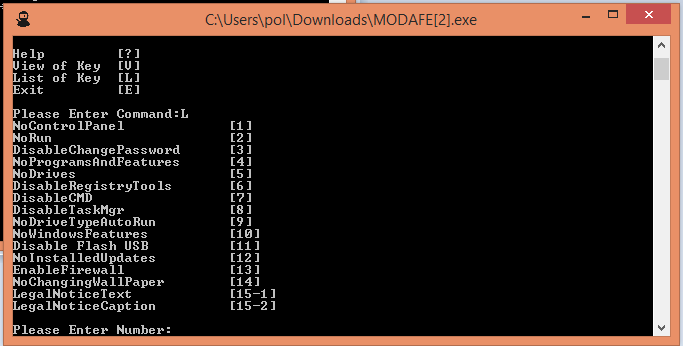 C:\Users\pol\Downloads\MODAFE[2].exe
Help [?]
View of Key [V]
List of Key [L]
Exit [E]
Please Enter Command:L
NoControlPanel [1]
NoRun [2]
DisableChangePassword [3]
NoProgramsAndFeatures [4]
NoDrives [5]
DisableRegistryTools [6]
DisableCMD [7]
DisableTaskMgr [8]
NoDriveTypeAutoRun [9]
NoWindowsFeatures [10]
Disable Flash USB [11]
NoInstalledUpdates [12]
EnableFirewall [13]
NoChangingWallPaper [14]
LegalNoticeText [15-1]
LegalNoticeCaption [15-2]
Please Enter Number: